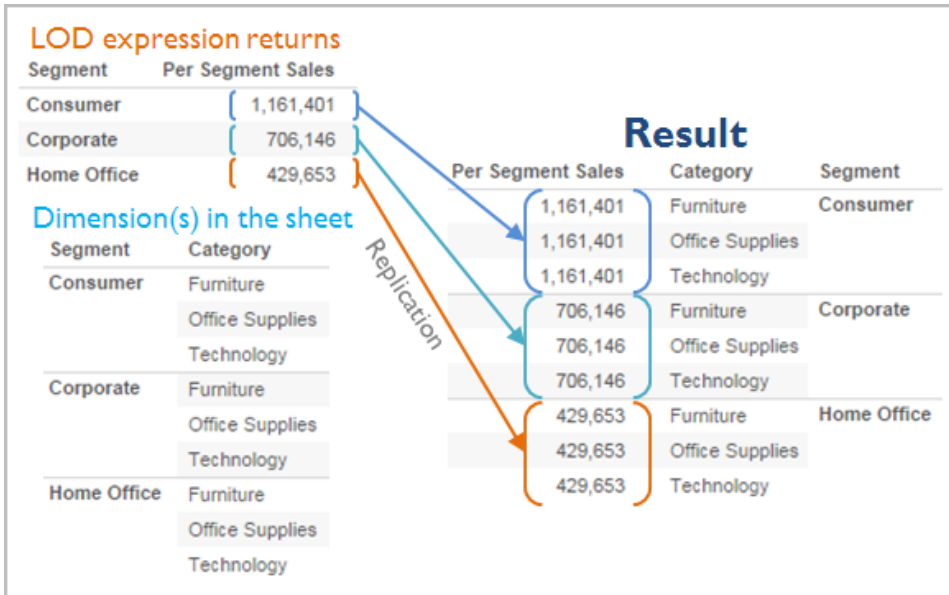 LOD expression returns
Segment Per Segment Sales
Consumer 1,161,401
Corporate 706,146
Home Office 429,653
Dimension(s) in the sheet
Segment Category
Consumer Furniture
Office Supplies
Technology
Corporate Furniture
Office Supplies
Technology
Home Office Furniture
Office Supplies
Technology
Replication
Result
Per Segment Sales Category Segment
1,161,401 Furniture Consumer
1,161,401 Office Supplies
1,161,401 Technology
706,146 Furniture Corporate
706,146 Office Supplies
706,146 Technology
429,653 Furniture Home Office
429,653 Office Supplies
429,653 Technology